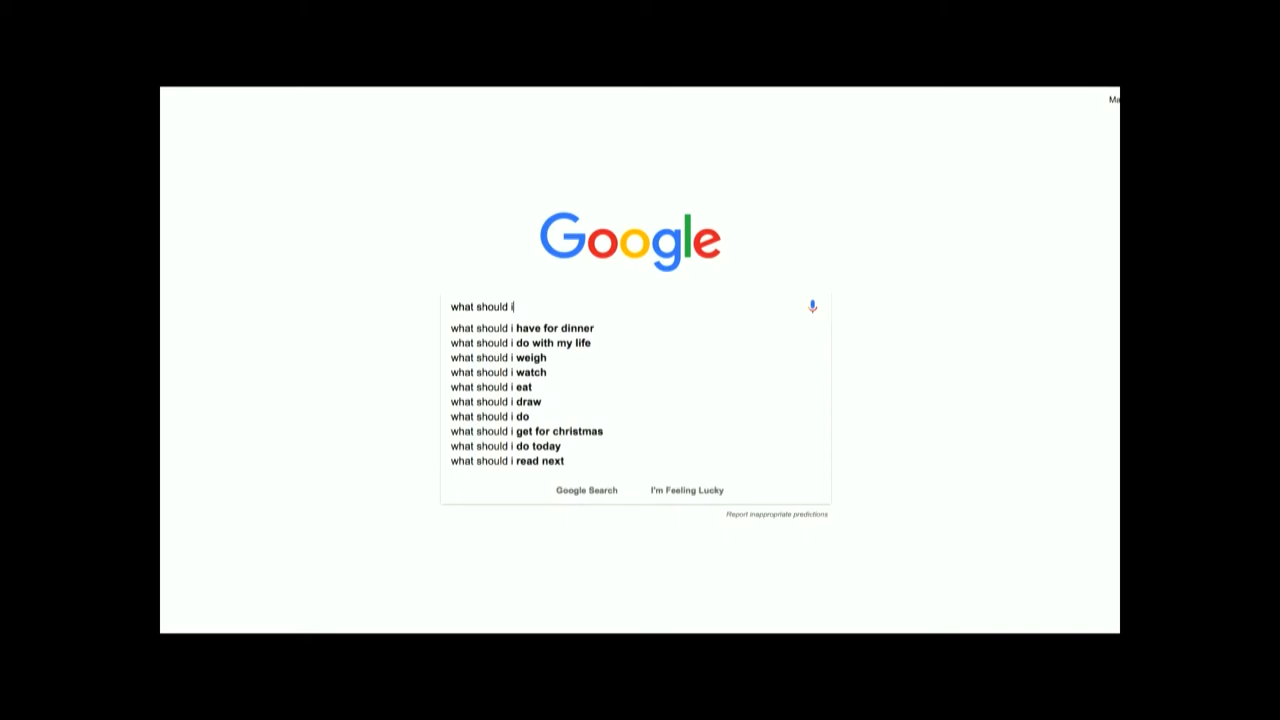 Ma
Google
what should i
what should i have for dinner
what should i do with my life
what should i weigh
what should i watch
what should i eat
what should i draw
what should i do
what should i get for christmas
what should i do today
what should i read next
Google Search I'm Feeling Lucky
Report inappropriate predictions